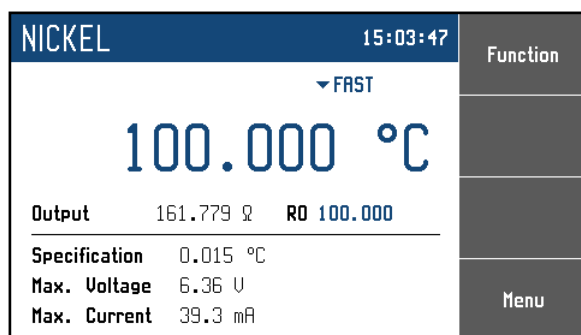 NICKEL 15:03:47
Function
FAST
100.000 °C
Output 161.779 Ω R0 100.000
Specification 0.015 °C
Max. Voltage 6.36 V
Max. Current 39.3 mA
Menu